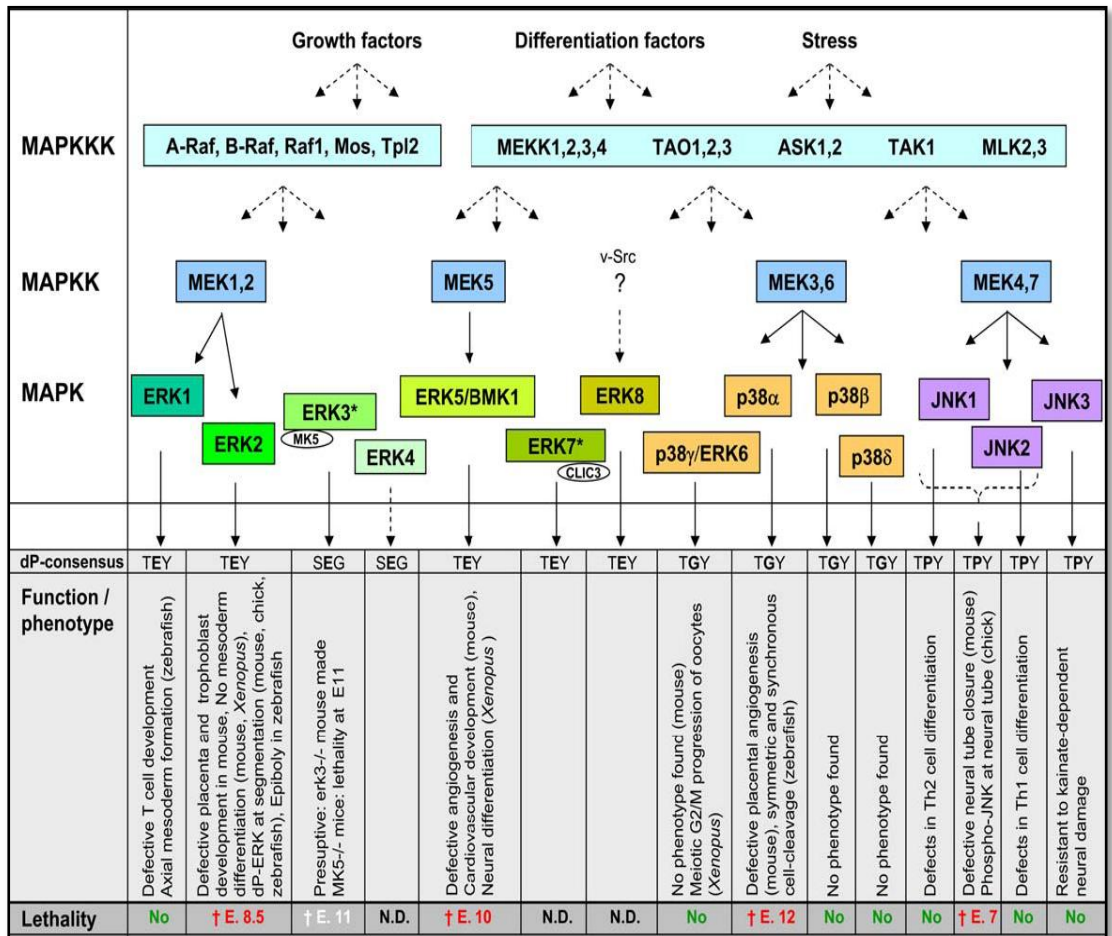 Growth factors Differentiation factors Stress
MAPKKK
A-Raf, B-Raf, Raf1, Mos, Tpl2
MEKK1,2,3,4 TAO1,2,3 ASK1,2 TAK1 MLK2,3
MAPKK
MEK1,2
MEK5
v-Src
?
MEK3,6
MEK4,7
MAPK
ERK1
ERK2
ERK3*
MK5
ERK4
ERK5/BMK1
ERK7*
CLIC3
ERK8
p38γ/ERK6
p38α
p38β
p38δ
JNK1
JNK2
JNK3
dP-consensus TEY TEY SEG SEG TEY TEY TEY TGY TGY TGY TGY TPY TPY TPY TPY
Function /
phenotype
Defective T cell development
Axial mesoderm formation (zebrafish)
Defective placenta and trophoblast
development in mouse, No mesoderm
differentiation (mouse, Xenopus),
dP-ERK at segmentation (mouse, chick,
zebrafish), Epiboly in zebrafish)
Presuptive: erk3-/- mouse made
MK5-/- mice: lethality at E11
Defective angiogenesis and
Cardiovascular development (mouse),
Neural differentiation (Xenopus )
No phenotype found (mouse)
Meiotic G2/M progression of oocytes
(Xenopus)
Defective placental angiogenesis
(mouse), symmetric and synchronous
cell-cleavage (zebrafish)
No phenotype found
No phenotype found
Defects in Th2 cell differentiation
Defective neural tube closure (mouse)
Phospho-JNK at neural tube (chick)
Defects in Th1 cell differentiation
Resistant to kainate-dependent
neural damage
Lethality No † E. 8.5 † E. 11 N.D. † E. 10 N.D. N.D. No † E. 12 No No No † E. 7 No No